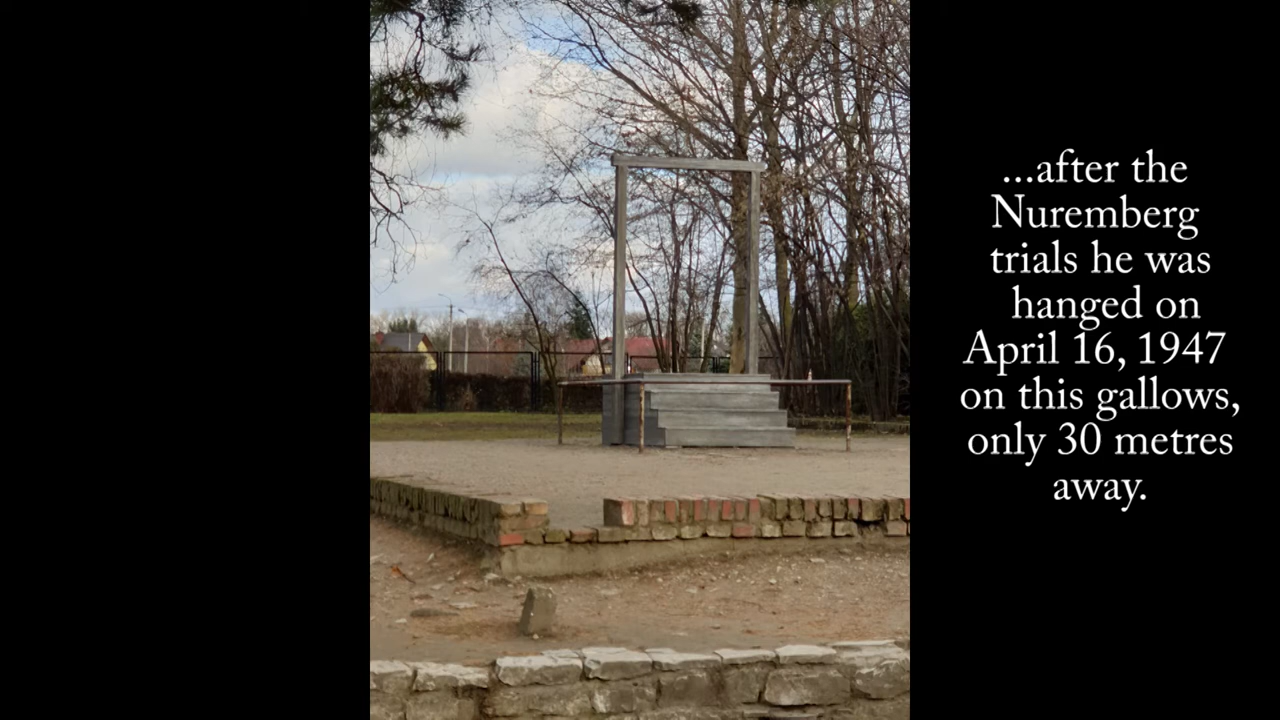 ...after the
Nuremberg
trials he was
hanged on
April 16, 1947
on this gallows,
only 30 metres
away.